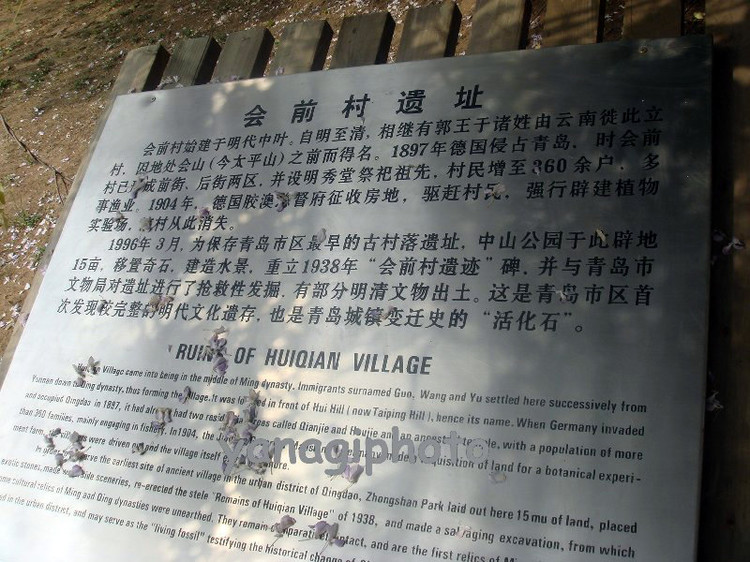 会前村遗址
会前村始建于明代中叶。自明至清，相继有郭王于诸姓由云南徙此立
村，因地处会山（今太平山）之前而得名。1897年德国侵占青岛，时会前
村已 成前街、后街两区，并设明秀堂祭祀祖先，村民增至360余户，多
事渔业。1904年，德国胶澳 督府征收房地，驱赶村民，强行辟建植物
实验场， 村从此消失。
1996年3月，为保存青岛市区最早的古村落遗址，中山公园于此辟地
15亩，移置奇石，建造水景，重立1938年“会前村遗迹”碑，并与青岛市
文物局对遗址进行了抢救性发掘，有部分明清文物出土。这是青岛市区首
次发现较完整的明代文化遗存，也是青岛城镇变迁史的“活化石”。
RUINS OF HUIQIAN VILLAGE
Village came into being in the middle of Ming dynasty. Immigrants surnamed Guo, Wang and Yu settled here successively from
Yunnan down to Qing dynasty, thus forming the village. It was located in front of Hui Hill ( now Taiping Hill ), hence its name. When Germany invaded
and occupied Qingdao in 1897, it had already had two residential areas called Qianjie and Houjie and an ancestral temple, with a population of more
than 360 families, mainly engaging in fishery. In 1904, the made requisition of land for a botanical experi-
ment farm, the villagers were driven out and the village itself
the earliest site of ancient village in the urban district of Qingdao, Zhongshan Park laid out here 15 mu of land, placed
exotic stones, made sceneries, re-erected the stele "Remains of Huiqian Village" of 1938, and made a salvaging excavation, from which
some cultural relics of Ming and Qing dynasties were unearthed. They remain comparatively intact, and are the first relics of
in the urban district, and may serve as the "living fossil" testifying the historical change of
yanagiphoto